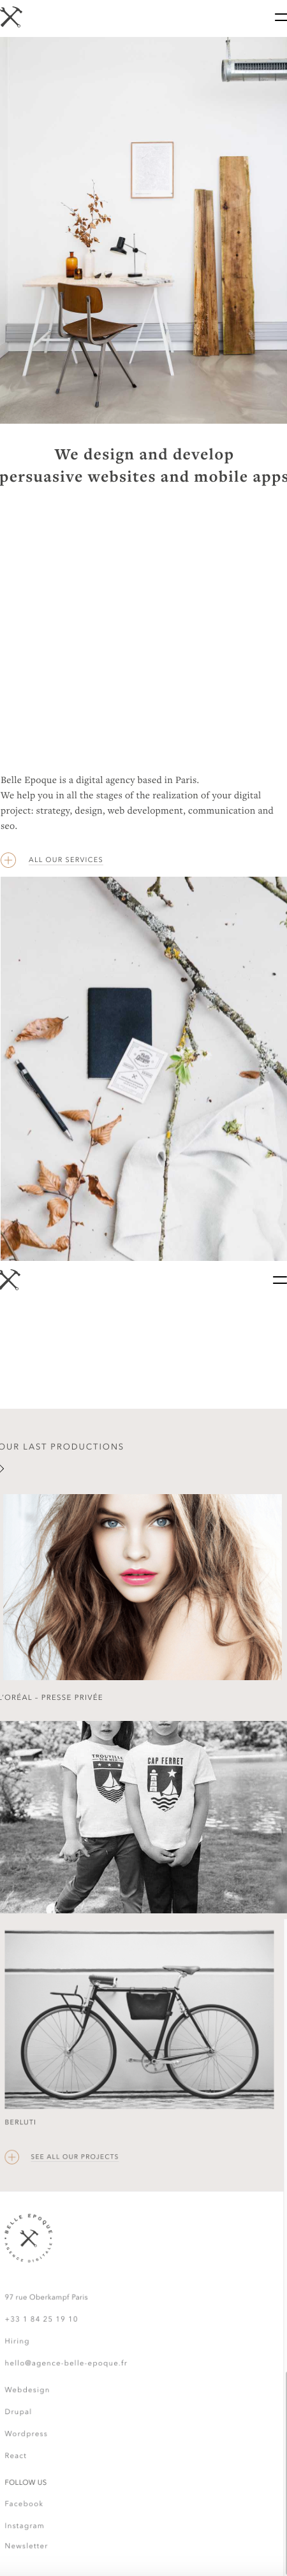 We design and develop
persuasive websites and mobile apps
Belle Epoque is a digital agency based in Paris.
We help you in all the stages of the realization of your digital
project: strategy, design, web development, communication and
seo.
ALL OUR SERVICES
OUR LAST PRODUCTIONS
L'ORÉAL – PRESSE PRIVÉE
TROUVILLE
CAP FERRET
BERLUTI
SEE ALL OUR PROJECTS
BELLE EPOQUE
AGENCE DIGITALE
97 rue Oberkampf Paris
+33 1 84 25 19 10
Hiring
hello@agence-belle-epoque.fr
Webdesign
Drupal
Wordpress
React
FOLLOW US
Facebook
Instagram
Newsletter